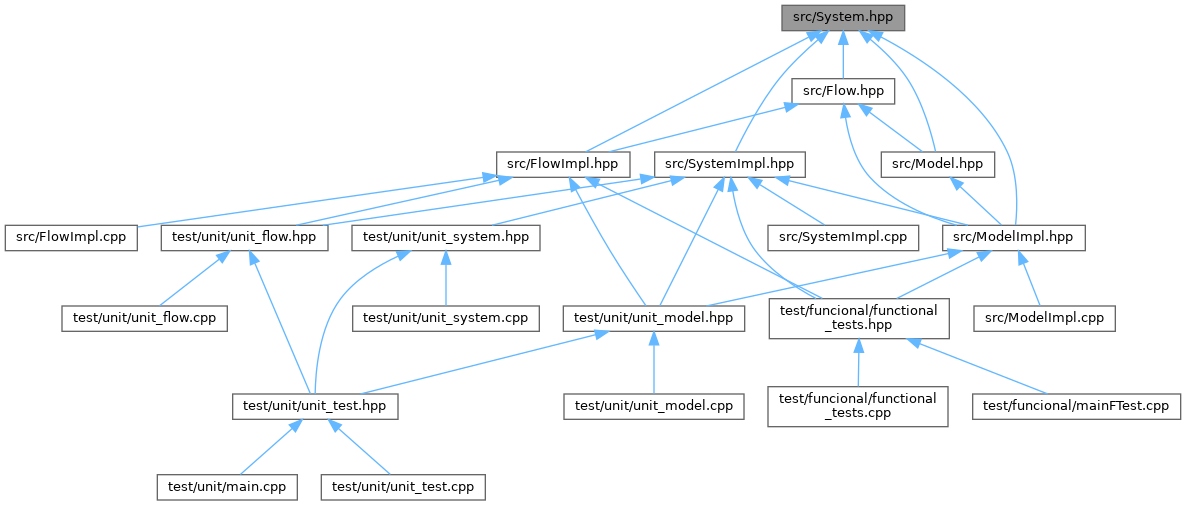 src/System.hpp
src/Flow.hpp
src/FlowImpl.hpp
src/SystemImpl.hpp
src/Model.hpp
src/FlowImpl.cpp
test/unit/unit_flow.hpp
test/unit/unit_system.hpp
src/SystemImpl.cpp
src/ModelImpl.hpp
test/unit/unit_flow.cpp
test/unit/unit_system.cpp
test/unit/unit_model.hpp
test/funcional/functional
_tests.hpp
src/ModelImpl.cpp
test/unit/unit_test.hpp
test/unit/unit_model.cpp
test/funcional/functional
_tests.cpp
test/funcional/mainFTest.cpp
test/unit/main.cpp
test/unit/unit_test.cpp